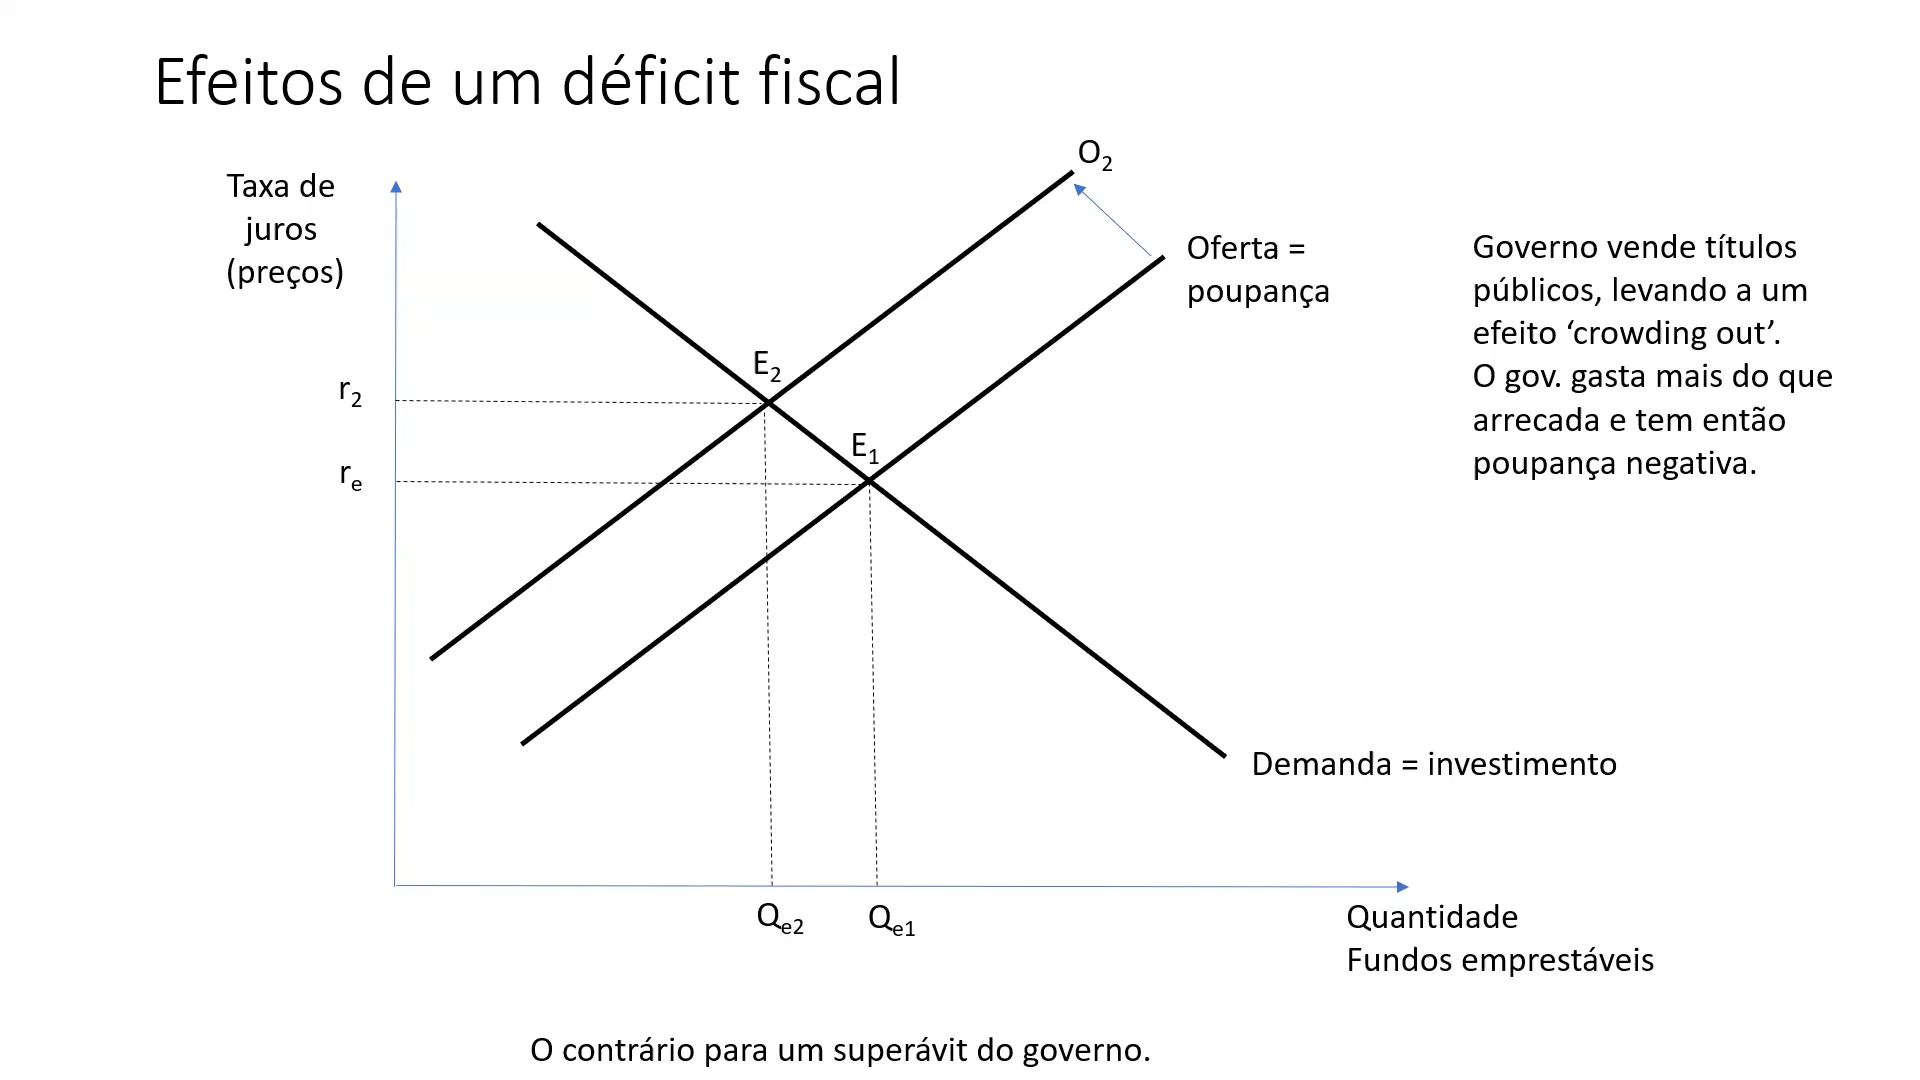 Efeitos de um déficit fiscal
Taxa de
juros
(preços)
O₂
Oferta =
poupança
Governo vende títulos
públicos, levando a um
efeito ‘crowding out’.
O gov. gasta mais do que
arrecada e tem então
poupança negativa.
E₂
r₂
E₁
rₑ
Demanda = investimento
Qe2
Qe1
Quantidade
Fundos emprestáveis
O contrário para um superávit do governo.